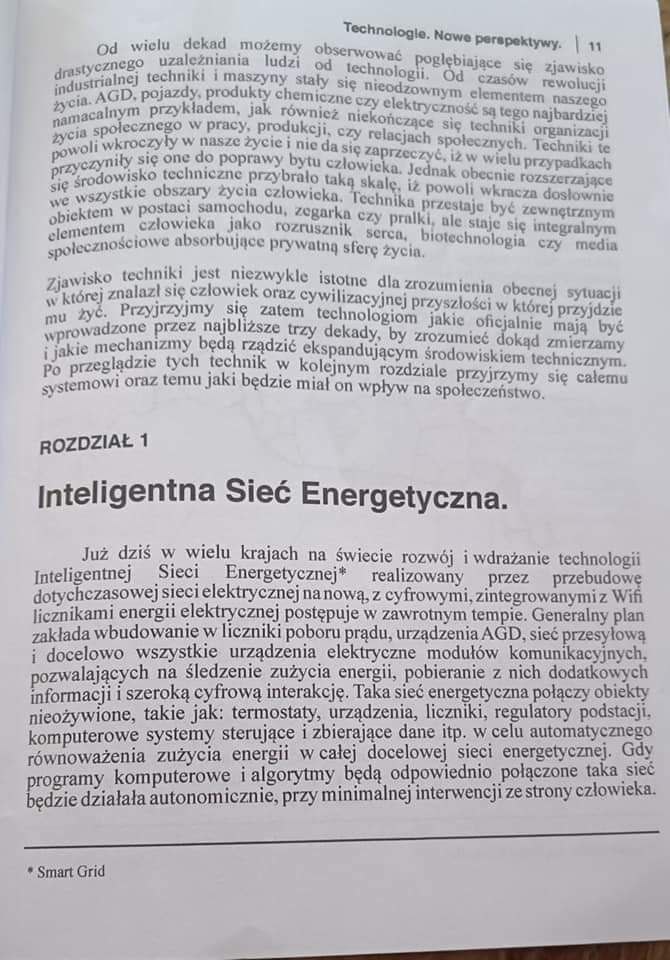 Technologie. Nowe perspektywy. | 11
Od wielu dekad możemy obserwować pogłębiające się zjawisko
drastycznego uzależniania ludzi od technologii. Od czasów rewolucji
industrialnej techniki i maszyny stały się nieodzownym elementem naszego
życia. AGD, pojazdy, produkty chemiczne czy elektryczność są tego najbardziej
namacalnym przykładem, jak również niekończące się techniki organizacji
życia społecznego w pracy, produkcji, czy relacjach społecznych. Techniki te
powoli wkroczyły w nasze życie i nie da się zaprzeczyć, iż w wielu przypadkach
przyczyniły się one do poprawy bytu człowieka. Jednak obecnie rozszerzające
się środowisko techniczne przybrało taką skalę, iż powoli wkracza dosłownie
we wszystkie obszary życia człowieka. Technika przestaje być zewnętrznym
obiektem w postaci samochodu, zegarka czy pralki, ale staje się integralnym
elementem człowieka jako rozrusznik serca, biotechnologia czy media
społecznościowe absorbujące prywatną sferę życia.
Zjawisko techniki jest niezwykle istotne dla zrozumienia obecnej sytuacji
w której znalazł się człowiek oraz cywilizacyjnej przyszłości w której przyjdzie
mu żyć. Przyjrzyjmy się zatem technologiom jakie oficjalnie mają być
wprowadzone przez najbliższe trzy dekady, by zrozumieć dokąd zmierzamy
i jakie mechanizmy będą rządzić ekspandującym środowiskiem technicznym.
Po przeglądzie tych technik w kolejnym rozdziale przyjrzymy się całemu
systemowi oraz temu jaki będzie miał on wpływ na społeczeństwo.
ROZDZIAŁ 1
Inteligentna Sieć Energetyczna.
Już dziś w wielu krajach na świecie rozwój i wdrażanie technologii
Inteligentnej Sieci Energetycznej* realizowany przez przebudowę
dotychczasowej sieci elektrycznej na nową, z cyfrowymi, zintegrowanymi z Wifi
licznikami energii elektrycznej postępuje w zawrotnym tempie. Generalny plan
zakłada wbudowanie w liczniki poboru prądu, urządzenia AGD, sieć przesyłową
i docelowo wszystkie urządzenia elektryczne modułów komunikacyjnych,
pozwalających na śledzenie zużycia energii, pobieranie z nich dodatkowych
informacji i szeroką cyfrową interakcję. Taka sieć energetyczna połączy obiekty
nieożywione, takie jak: termostaty, urządzenia, liczniki, regulatory podstacji,
komputerowe systemy sterujące i zbierające dane itp. w celu automatycznego
równoważenia zużycia energii w całej docelowej sieci energetycznej. Gdy
programy komputerowe i algorytmy będą odpowiednio połączone taka sieć
będzie działała autonomicznie, przy minimalnej interwencji ze strony człowieka.
* Smart Grid